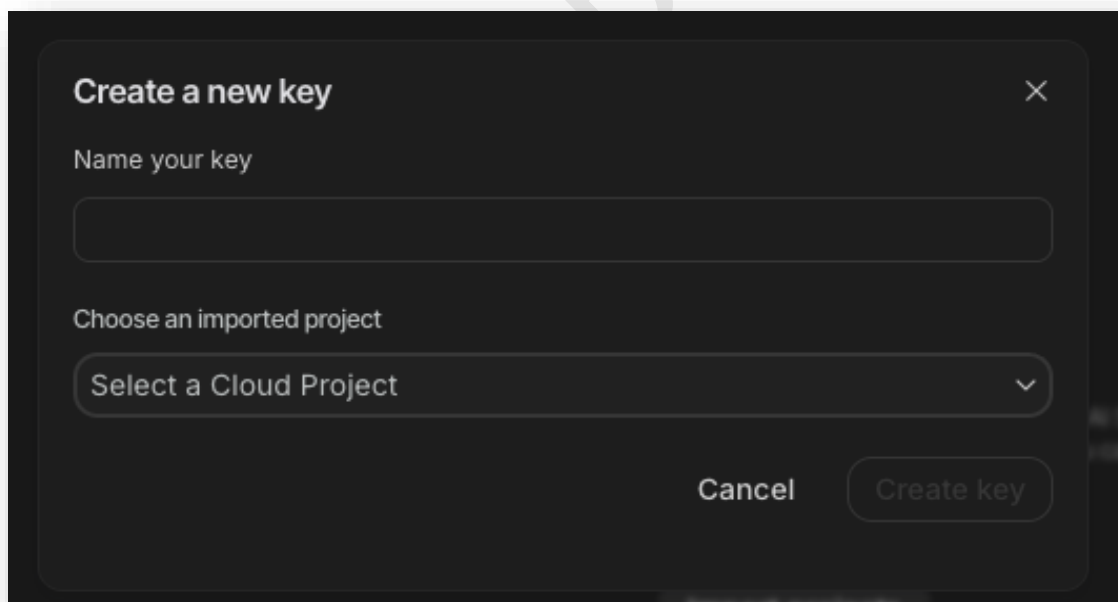 Create a new key
Name your key
Choose an imported project
Select a Cloud Project
Cancel
Create key